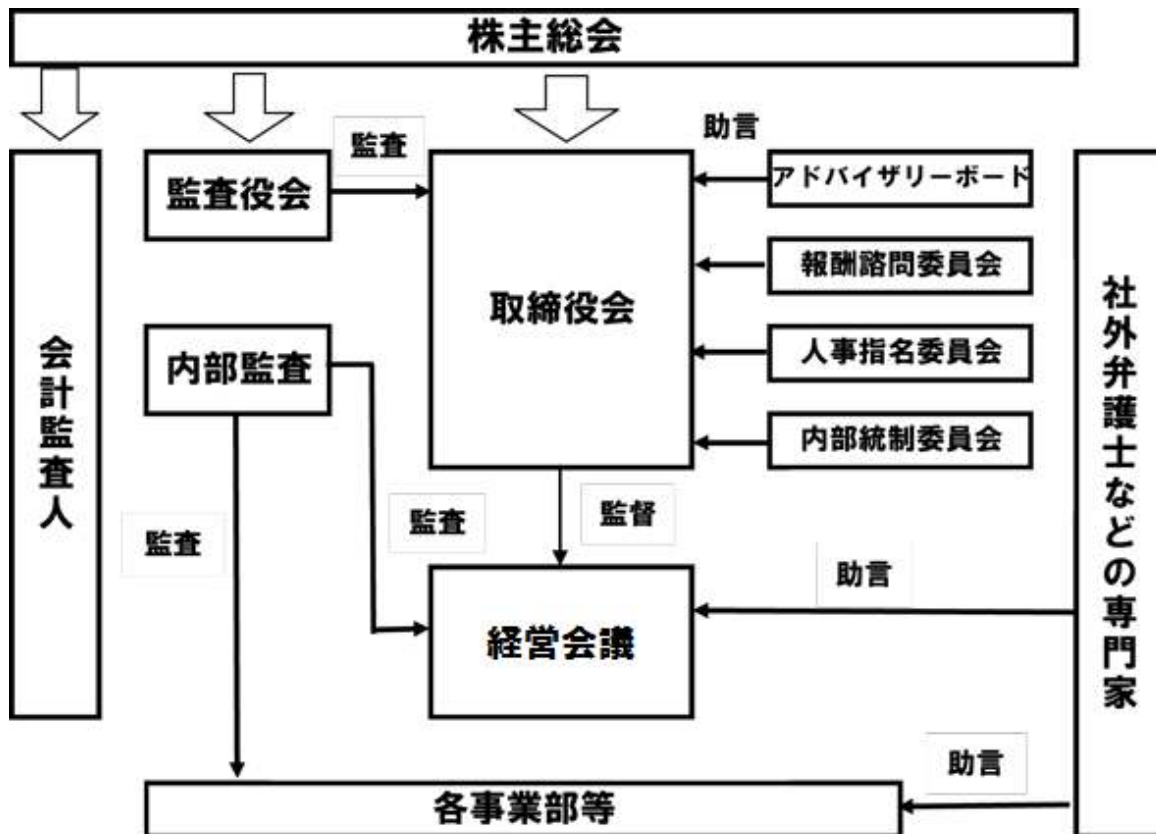 株主総会
監査
助言
監査役会
アドバイザリーボード
報酬諮問委員会
取締役会
内部監査
人事指名委員会
内部統制委員会
会計監査人
社外弁護士などの専門家
監査
監査
監督
助言
経営会議
助言
各事業部等